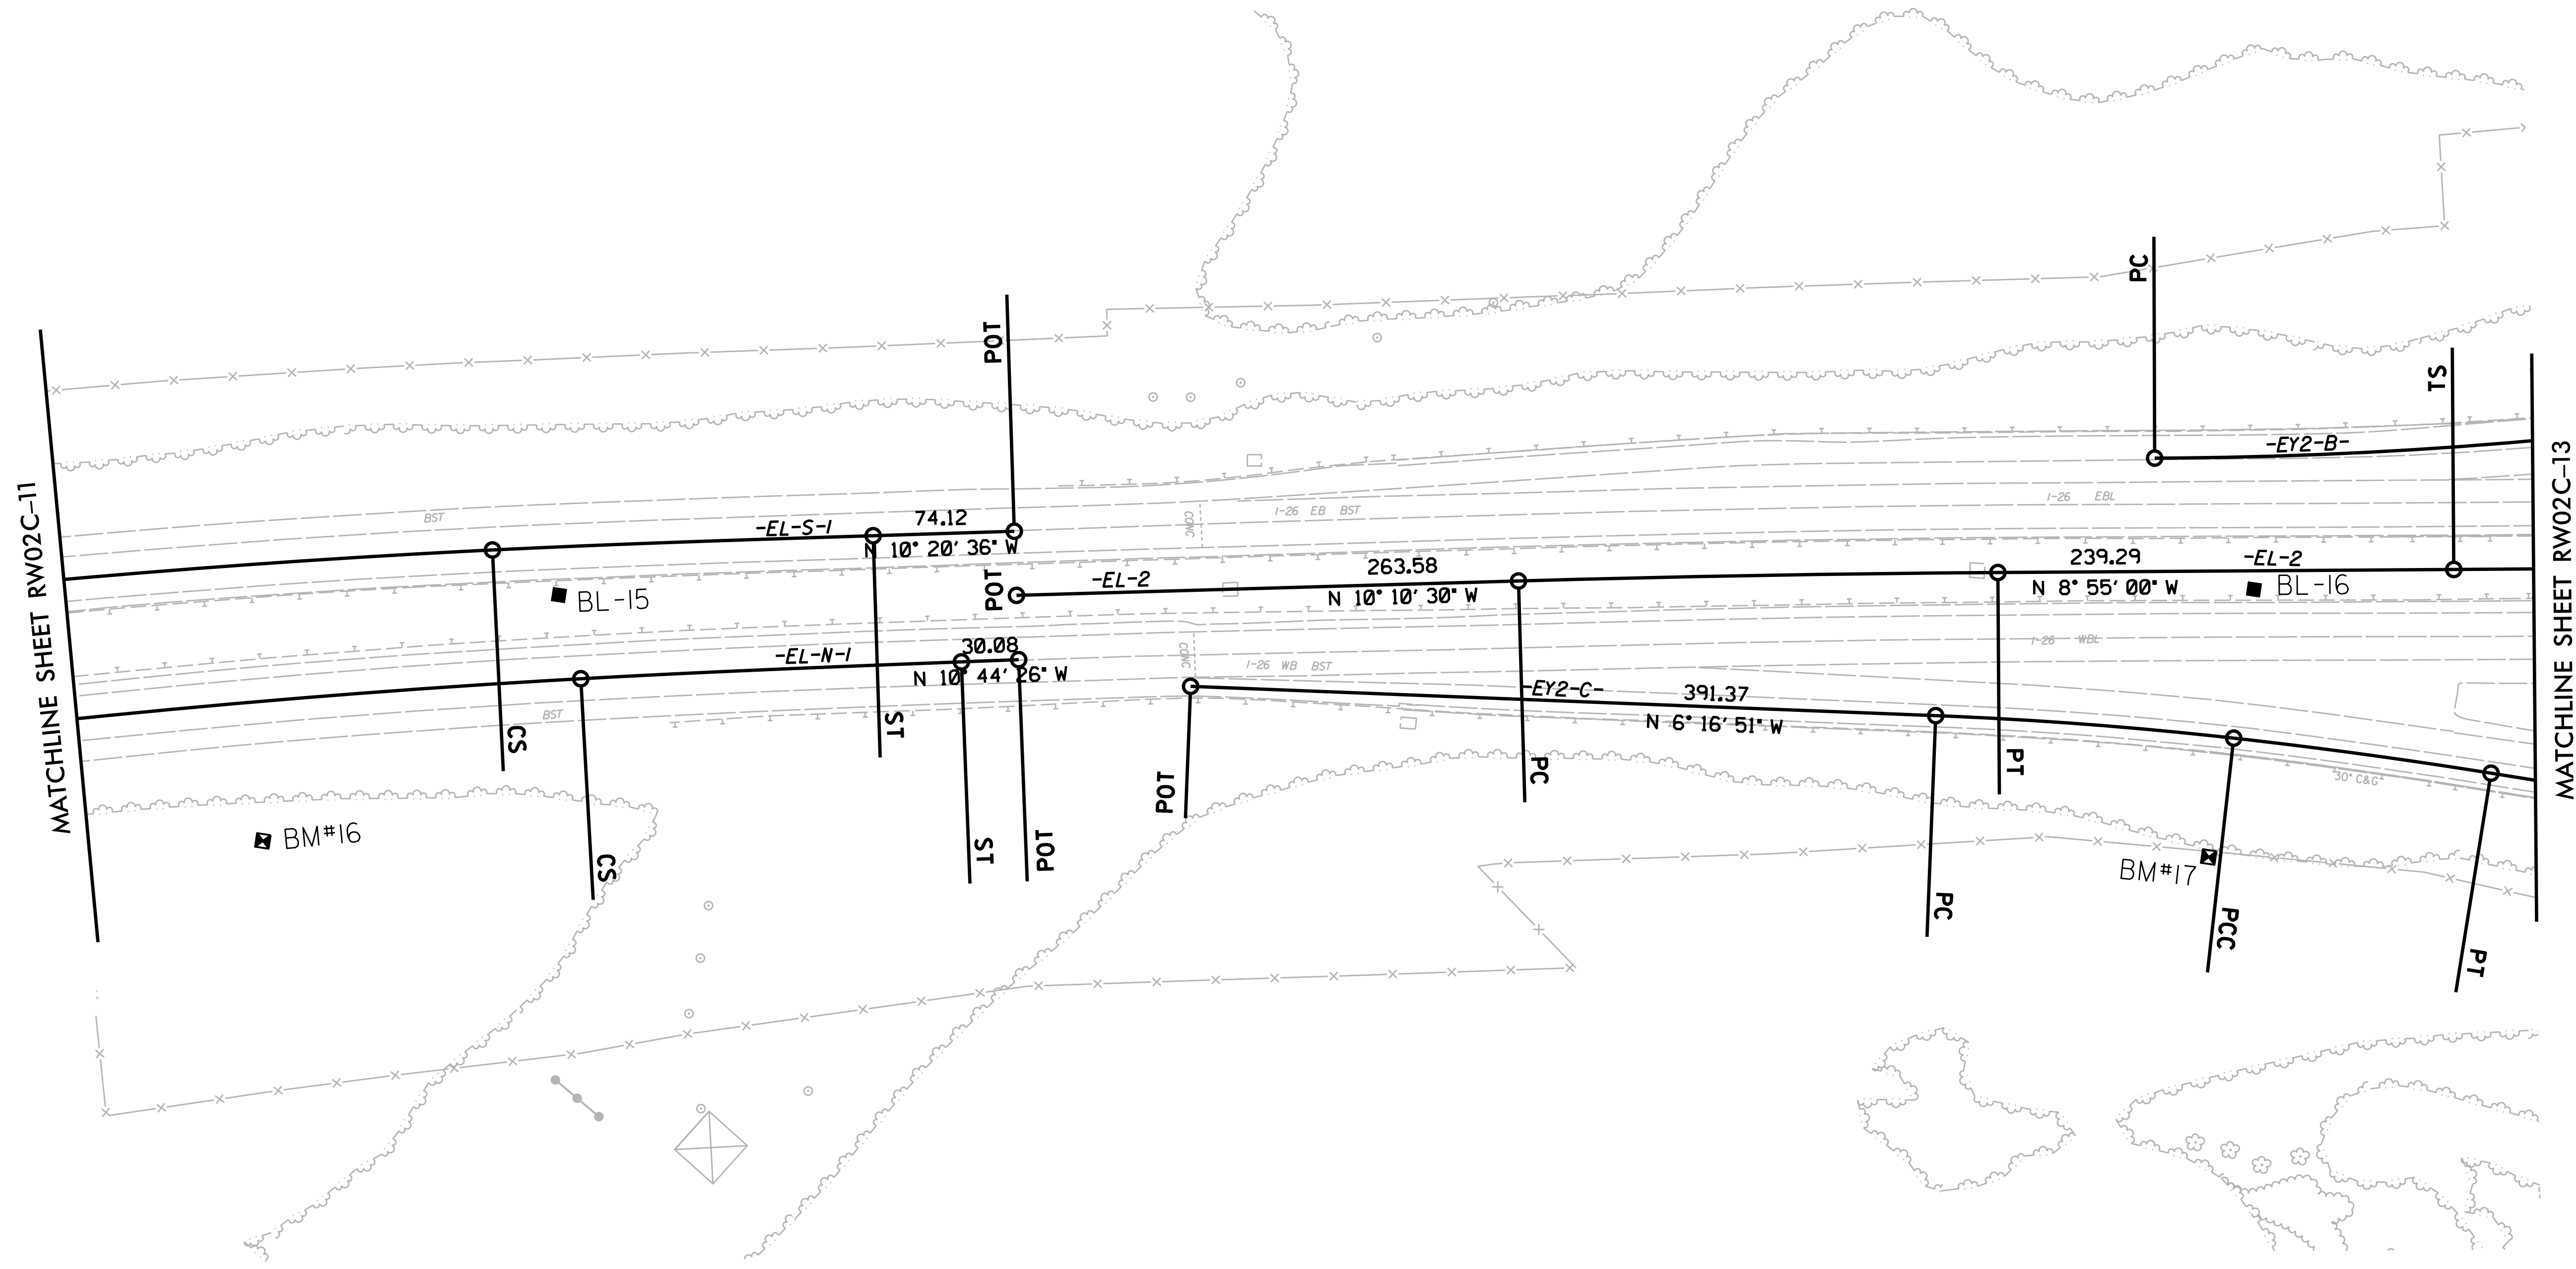 MATCHLINE SHEET RW02C-11
MATCHLINE SHEET RW02C-13
PC
POT
TS
-EY2-B-
I-26 EBL
BST
-EL-S-1
74.12
N 10° 20' 36" W
CONC
I-26 EB BST
POT
-EL-2
263.58
N 10° 10' 30" W
239.29
-EL-2
N 8° 55' 00" W
BL-16
BL-15
30.08
-EL-N-1
N 10° 44' 26" W
CONC
I-26 WB BST
I-26 WBL
-EY2-C-
391.37
N 6° 16' 51" W
BST
CS
ST
POT
PC
PT
30" C&G
BM#16
CS
ST
POT
BM#17
PC
PCC
PT